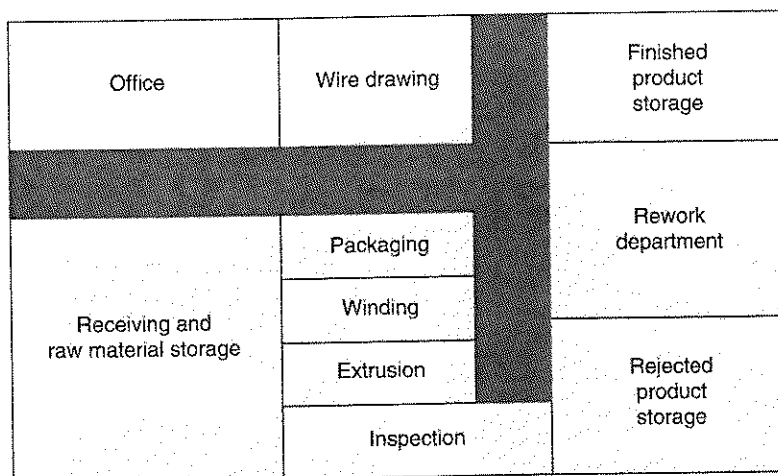 Office
Wire drawing
Finished
product
storage
Packaging
Rework
department
Winding
Receiving and
raw material storage
Extrusion
Rejected
product
storage
Inspection